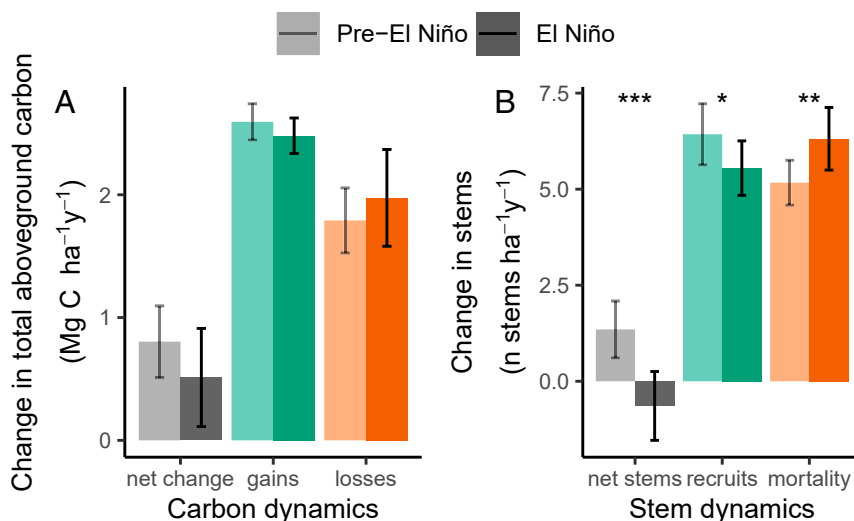 Pre−El Niño El Niño
A
Change in total aboveground carbon
(Mg C ha⁻¹y⁻¹)
2
1
0
net change gains losses
Carbon dynamics
B
*** * **
Change in stems
(n stems ha⁻¹y⁻¹)
7.5
5.0
2.5
0.0
net stems recruits mortality
Stem dynamics